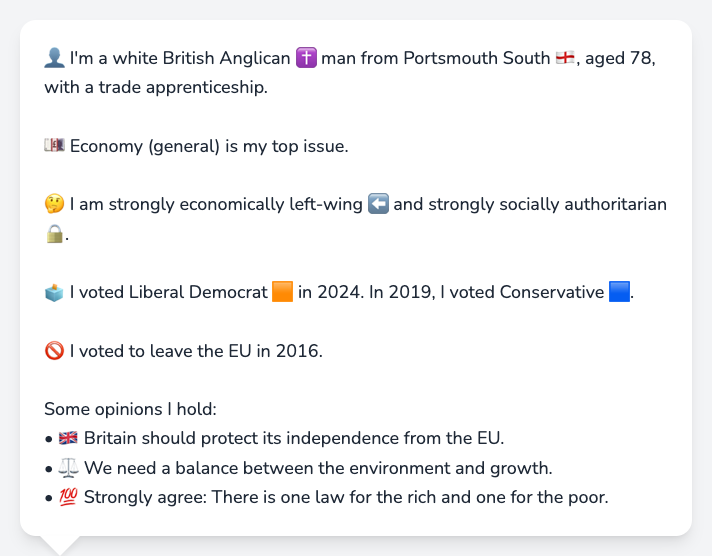 👤 I'm a white British Anglican ✝️ man from Portsmouth South 🏴󠁧󠁢󠁥󠁮󠁧󠁿, aged 78,
with a trade apprenticeship.
💷 Economy (general) is my top issue.
🤔 I am strongly economically left-wing ⬅️ and strongly socially authoritarian
🔒.
🗳️ I voted Liberal Democrat 🟧 in 2024. In 2019, I voted Conservative 🟦.
🚫 I voted to leave the EU in 2016.
Some opinions I hold:
• 🇬🇧 Britain should protect its independence from the EU.
• ⚖️ We need a balance between the environment and growth.
• 💯 Strongly agree: There is one law for the rich and one for the poor.